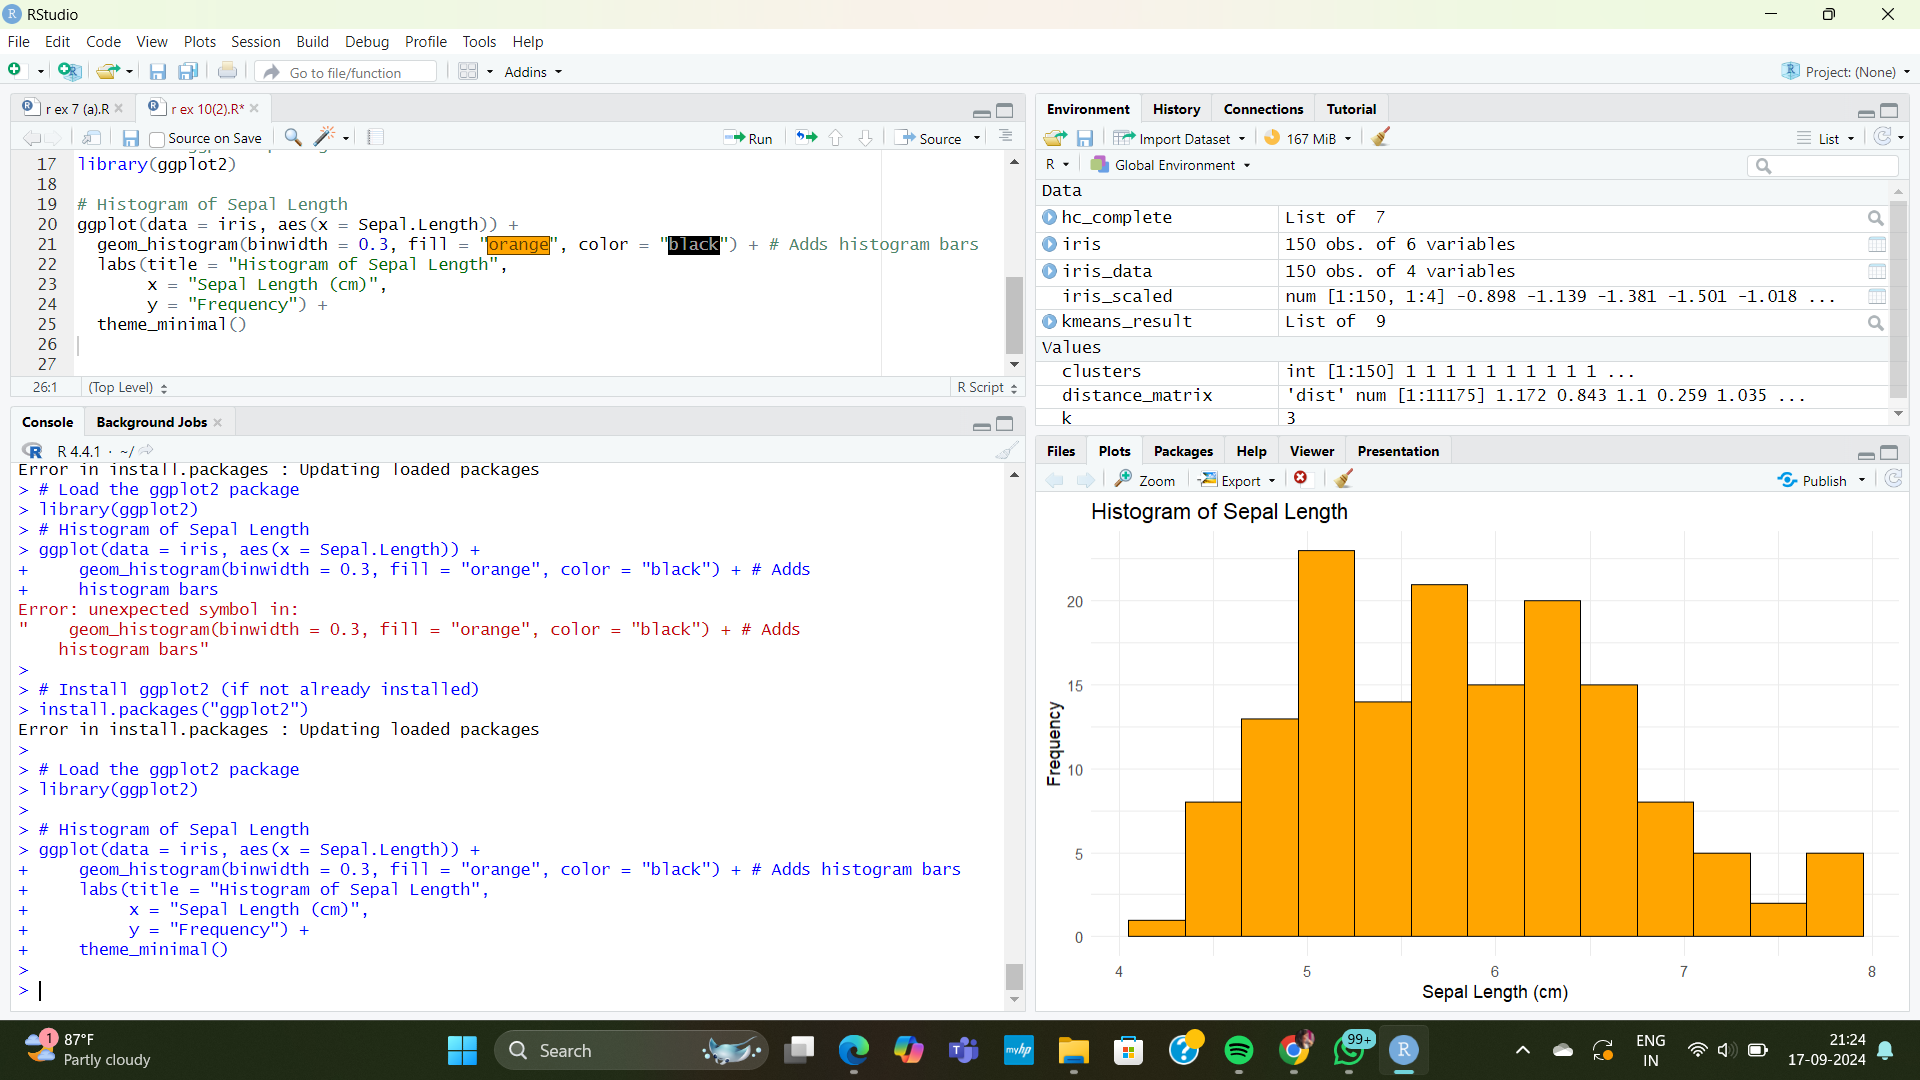 RStudio
File Edit Code View Plots Session Build Debug Profile Tools Help
Go to file/function Addins Project: (None)
r ex 7 (a).R r ex 10(2).R*
Source on Save Run Source
17 library(ggplot2)
18
19 # Histogram of Sepal Length
20 ggplot(data = iris, aes(x = Sepal.Length)) +
21 geom_histogram(binwidth = 0.3, fill = "orange", color = "black") + # Adds histogram bars
22 labs(title = "Histogram of Sepal Length",
23 x = "Sepal Length (cm)",
24 y = "Frequency") +
25 theme_minimal()
26
27
26:1 (Top Level) R Script
Console Background Jobs
R 4.4.1 · ~/
Error in install.packages : Updating loaded packages
> # Load the ggplot2 package
> library(ggplot2)
> # Histogram of Sepal Length
> ggplot(data = iris, aes(x = Sepal.Length)) +
+ geom_histogram(binwidth = 0.3, fill = "orange", color = "black") + # Adds
+ histogram bars
Error: unexpected symbol in:
" geom_histogram(binwidth = 0.3, fill = "orange", color = "black") + # Adds
histogram bars"
>
> # Install ggplot2 (if not already installed)
> install.packages("ggplot2")
Error in install.packages : Updating loaded packages
>
> # Load the ggplot2 package
> library(ggplot2)
>
> # Histogram of Sepal Length
> ggplot(data = iris, aes(x = Sepal.Length)) +
+ geom_histogram(binwidth = 0.3, fill = "orange", color = "black") + # Adds histogram bars
+ labs(title = "Histogram of Sepal Length",
+ x = "Sepal Length (cm)",
+ y = "Frequency") +
+ theme_minimal()
>
>
Environment History Connections Tutorial
Import Dataset 167 MiB List
R Global Environment
Data
hc_complete List of 7
iris 150 obs. of 6 variables
iris_data 150 obs. of 4 variables
iris_scaled num [1:150, 1:4] -0.898 -1.139 -1.381 -1.501 -1.018 ...
kmeans_result List of 9
Values
clusters int [1:150] 1 1 1 1 1 1 1 1 1 1 ...
distance_matrix 'dist' num [1:11175] 1.172 0.843 1.1 0.259 1.035 ...
k 3
Files Plots Packages Help Viewer Presentation
Zoom Export Publish
Histogram of Sepal Length
Frequency
20
15
10
5
0
4 5 6 7 8
Sepal Length (cm)
1 87°F
Partly cloudy
Search
myhp
99+
ENG
IN
21:24
17-09-2024